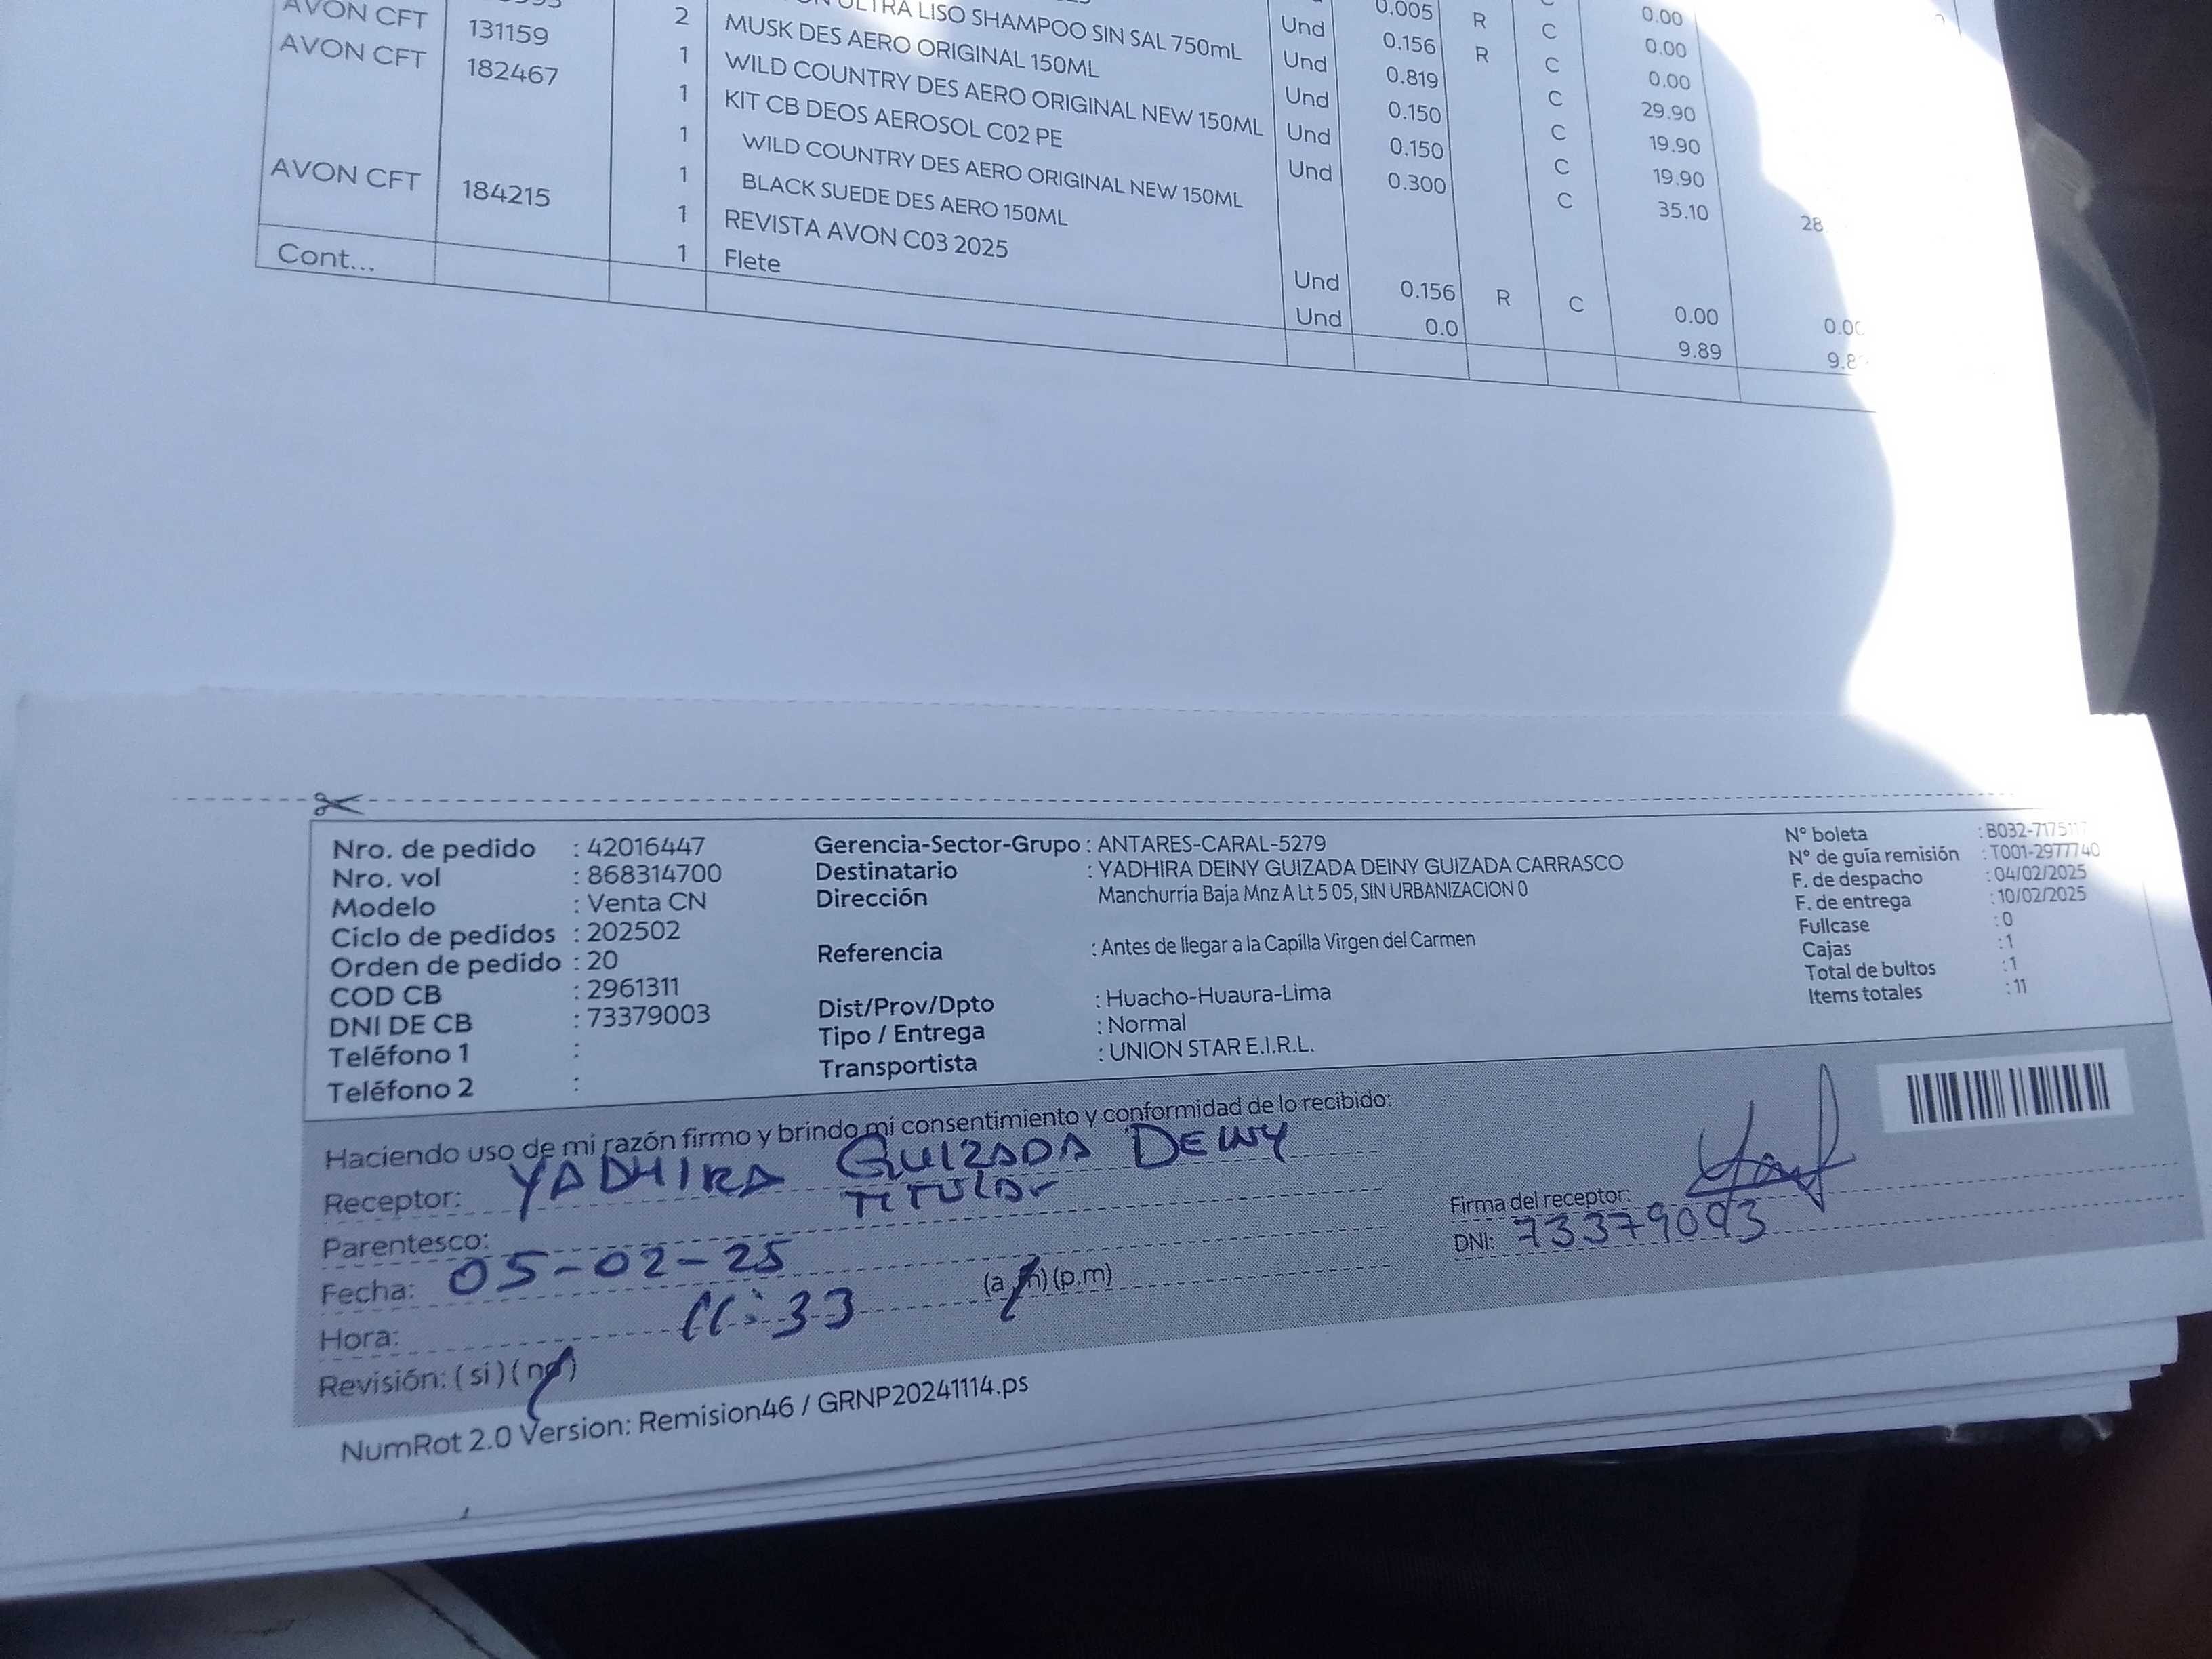 AVON CFT 131159 2 ULTRA LISO SHAMPOO SIN SAL 750mL Und 0.156 R C 0.00
AVON CFT 182467 1 MUSK DES AERO ORIGINAL 150ML Und 0.819 C 29.90
1 WILD COUNTRY DES AERO ORIGINAL NEW 150ML Und 0.150 C 19.90
1 KIT CB DEOS AEROSOL C02 PE Und 0.150 C 19.90
1 WILD COUNTRY DES AERO ORIGINAL NEW 150ML Und 0.300 C 35.10 28
1 BLACK SUEDE DES AERO 150ML
AVON CFT 184215 1 REVISTA AVON C03 2025 Und 0.156 R C 0.00
1 Flete Und 0.0 9.89
Cont...
Nro. de pedido : 42016447
Nro. vol : 868314700
Modelo : Venta CN
Ciclo de pedidos : 202502
Orden de pedido : 20
COD CB : 2961311
DNI DE CB : 73379003
Teléfono 1 :
Teléfono 2 :
Gerencia-Sector-Grupo : ANTARES-CARAL-5279
Destinatario : YADHIRA DEINY GUIZADA DEINY GUIZADA CARRASCO
Dirección Manchurria Baja Mnz A Lt 5 05, SIN URBANIZACION 0
Referencia : Antes de llegar a la Capilla Virgen del Carmen
Dist/Prov/Dpto : Huacho-Huaura-Lima
Tipo / Entrega : Normal
Transportista : UNION STAR E.I.R.L.
N° boleta : B032-71751
N° de guía remisión : T001-2977740
F. de despacho : 04/02/2025
F. de entrega : 10/02/2025
Fullcase : 0
Cajas : 1
Total de bultos : 1
Items totales : 11
Haciendo uso de mi razón firmo y brindo mi consentimiento y conformidad de lo recibido:
Receptor: YADHIRA GUIZADA DEINY
Parentesco: TITULAR
Fecha: 05-02-25
Hora: 11:33 (a.m) (p.m)
Revisión: (si) (no)
Firma del receptor:
DNI: 73379003
NumRot 2.0 Version: Remision46 / GRNP20241114.ps